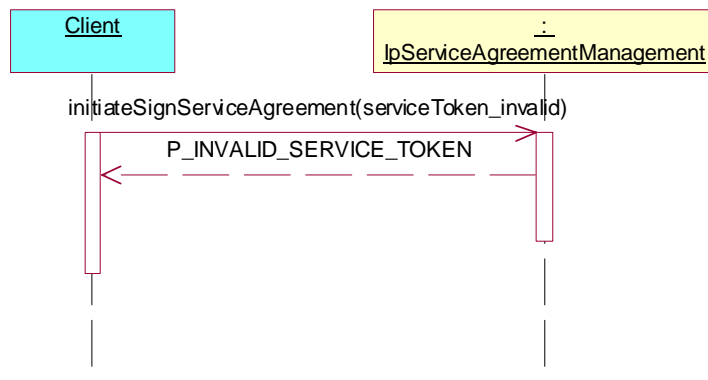 Client
:
IpServiceAgreementManagement
initiateSignServiceAgreement(serviceToken_invalid)
P_INVALID_SERVICE_TOKEN